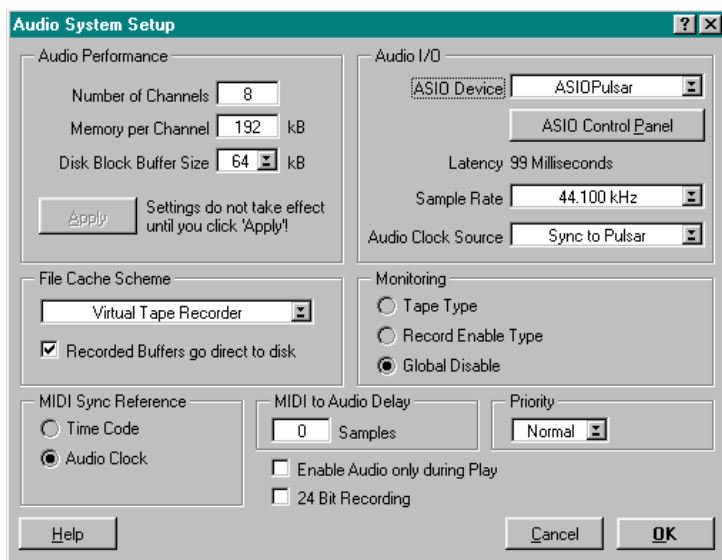 Audio System Setup
Audio Performance
Number of Channels 8
Memory per Channel 192 kB
Disk Block Buffer Size 64 kB
Apply
Settings do not take effect
until you click 'Apply'!
Audio I/O
ASIO Device ASIOPulsar
ASIO Control Panel
Latency 99 Milliseconds
Sample Rate 44.100 kHz
Audio Clock Source Sync to Pulsar
File Cache Scheme
Virtual Tape Recorder
Recorded Buffers go direct to disk
Monitoring
Tape Type
Record Enable Type
Global Disable
MIDI Sync Reference
Time Code
Audio Clock
MIDI to Audio Delay
0 Samples
Priority
Normal
Enable Audio only during Play
24 Bit Recording
Help
Cancel
OK